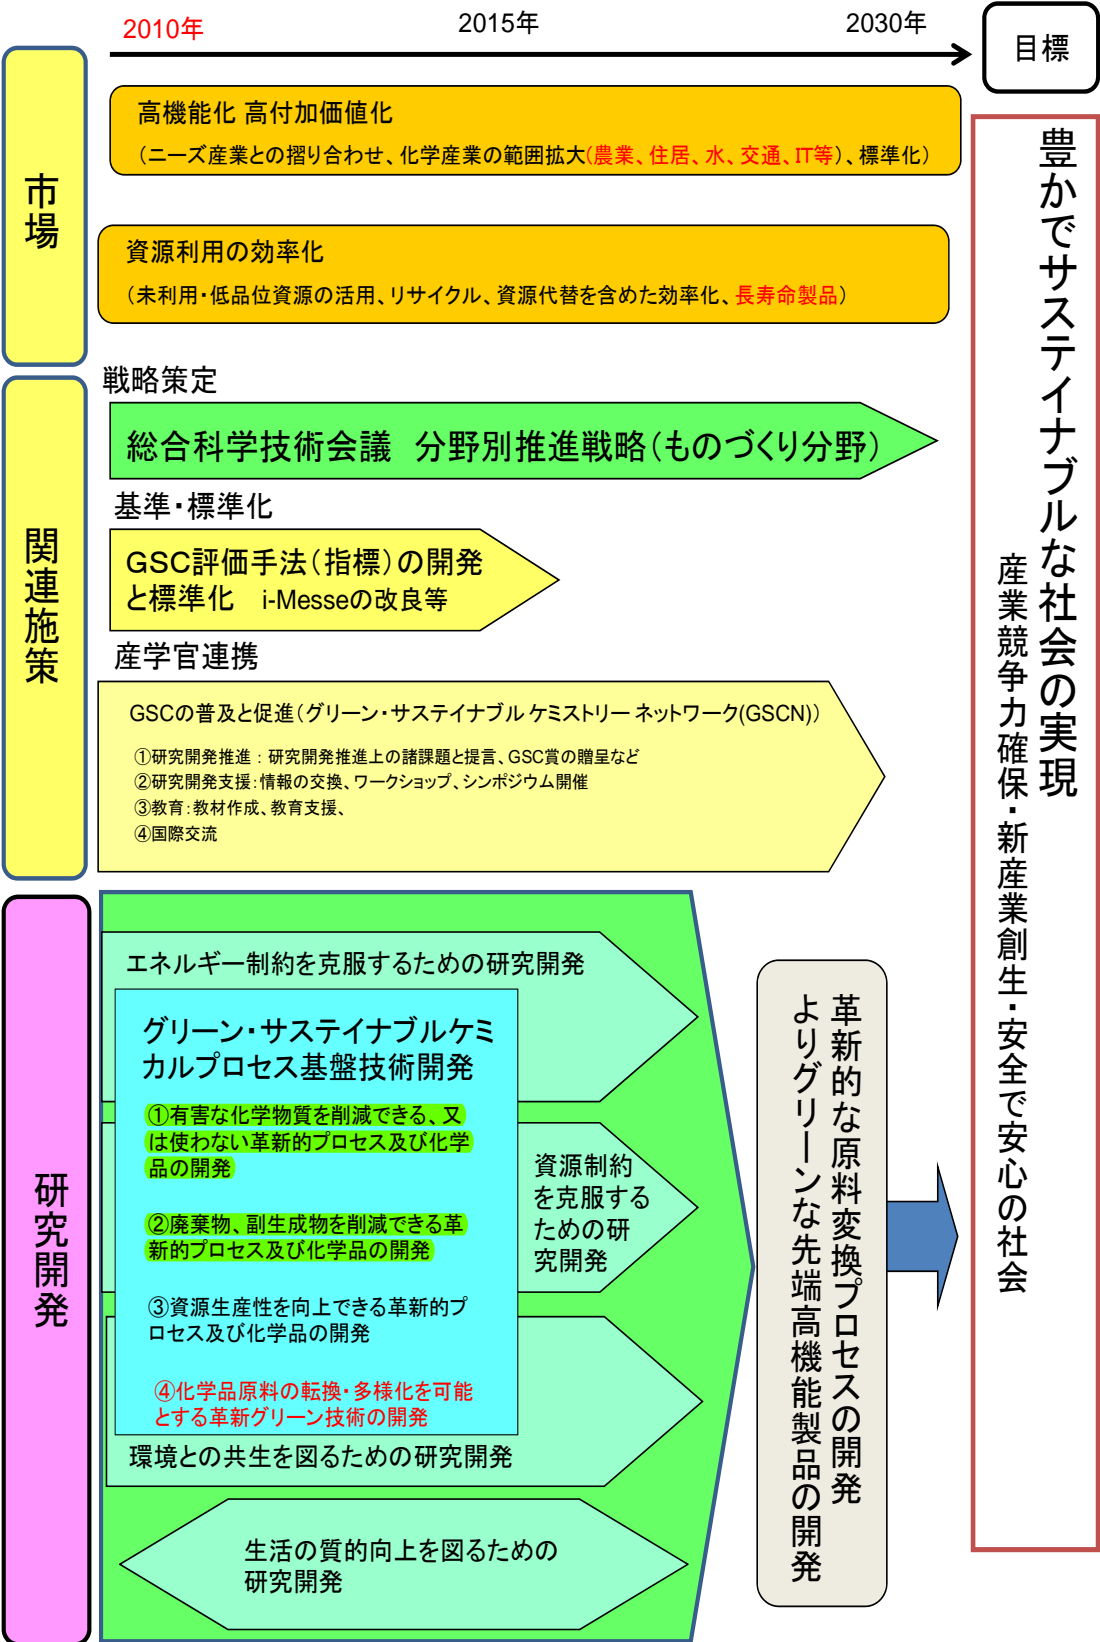 2010年
2015年
2030年
目標
市場
高機能化 高付加価値化
（ニーズ産業との摺り合わせ、化学産業の範囲拡大(農業、住居、水、交通、IT等)、標準化）
資源利用の効率化
（未利用・低品位資源の活用、リサイクル、資源代替を含めた効率化、長寿命製品）
関連施策
戦略策定
総合科学技術会議　分野別推進戦略（ものづくり分野）
基準・標準化
GSC評価手法（指標）の開発
と標準化　i-Messeの改良等
産学官連携
GSCの普及と促進（グリーン・サステイナブル ケミストリー ネットワーク(GSCN)）
①研究開発推進：研究開発推進上の諸課題と提言、GSC賞の贈呈など
②研究開発支援：情報の交換、ワークショップ、シンポジウム開催
③教育：教材作成、教育支援、
④国際交流
研究開発
エネルギー制約を克服するための研究開発
グリーン・サステイナブルケミ
カルプロセス基盤技術開発
①有害な化学物質を削減できる、又
は使わない革新的プロセス及び化学
品の開発
②廃棄物、副生成物を削減できる革
新的プロセス及び化学品の開発
③資源生産性を向上できる革新的プ
ロセス及び化学品の開発
④化学品原料の転換・多様化を可能
とする革新グリーン技術の開発
資源制約
を克服する
ための研
究開発
環境との共生を図るための研究開発
生活の質的向上を図るための
研究開発
革新的な原料変換プロセスの開発
よりグリーンな先端高機能製品の開発
豊かでサステイナブルな社会の実現
産業競争力確保・新産業創生・安全で安心の社会